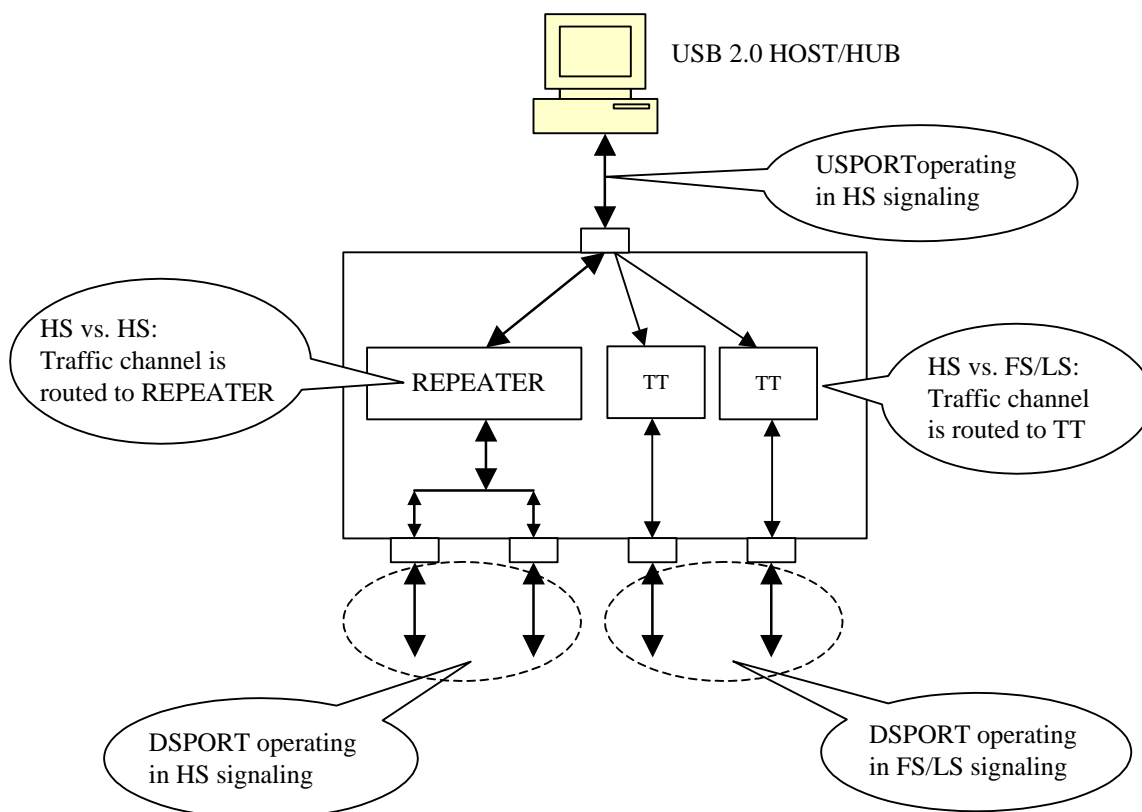 USB 2.0 HOST/HUB
USPORToperating
in HS signaling
HS vs. HS:
Traffic channel is
routed to REPEATER
REPEATER
TT
TT
HS vs. FS/LS:
Traffic channel
is routed to TT
DSPORT operating
in HS signaling
DSPORT operating
in FS/LS signaling